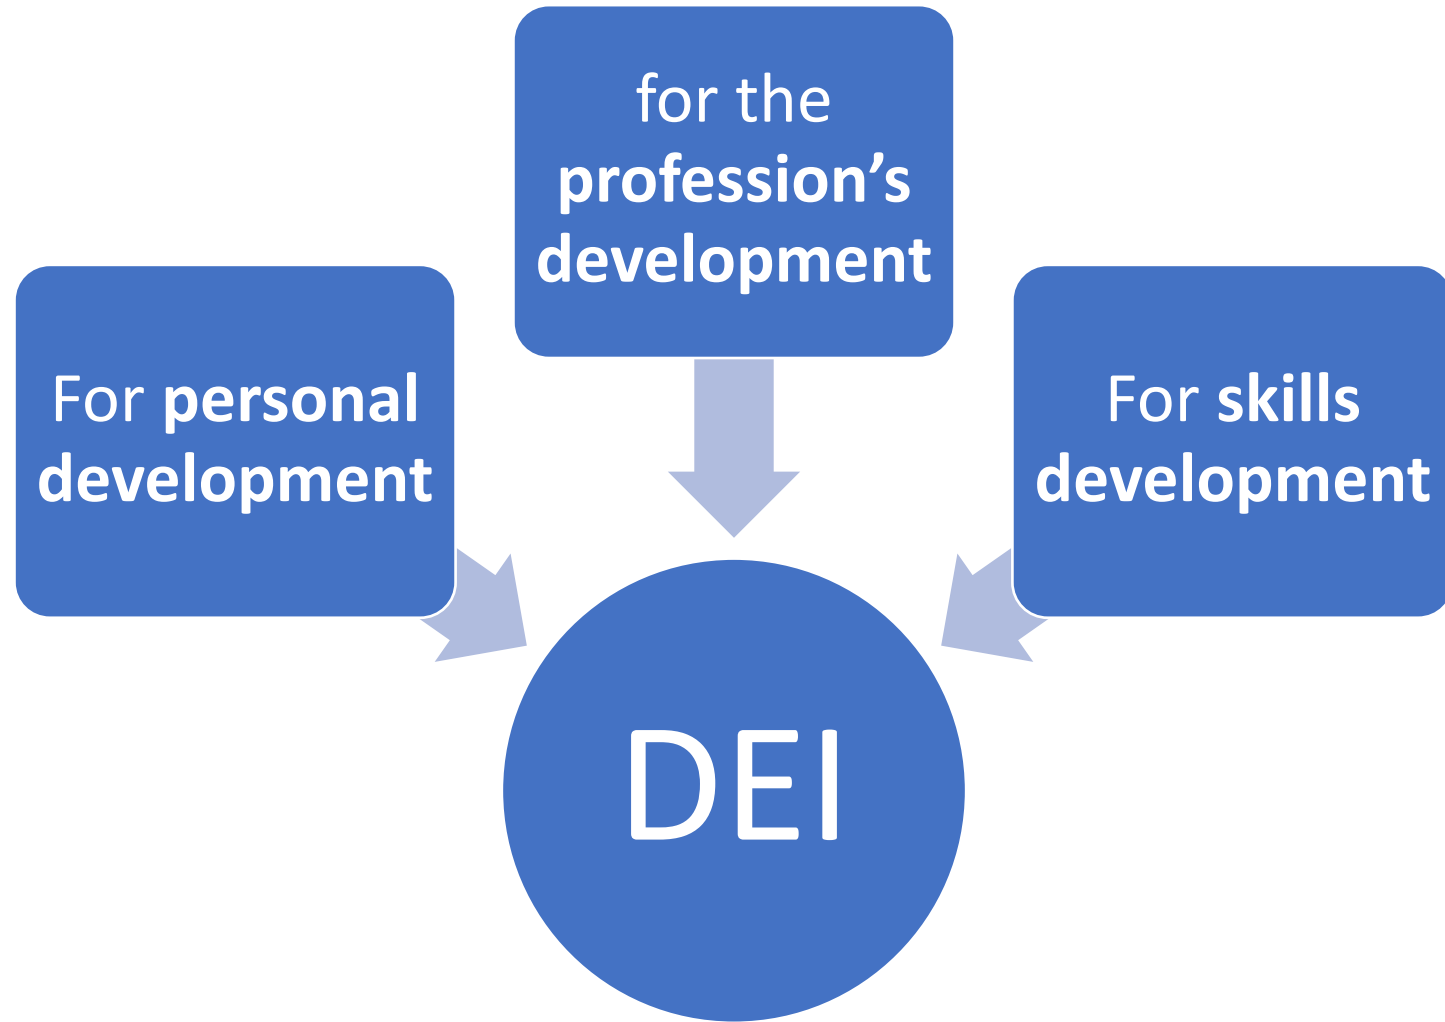 for the
profession’s
development
For personal
development
For skills
development
DEI